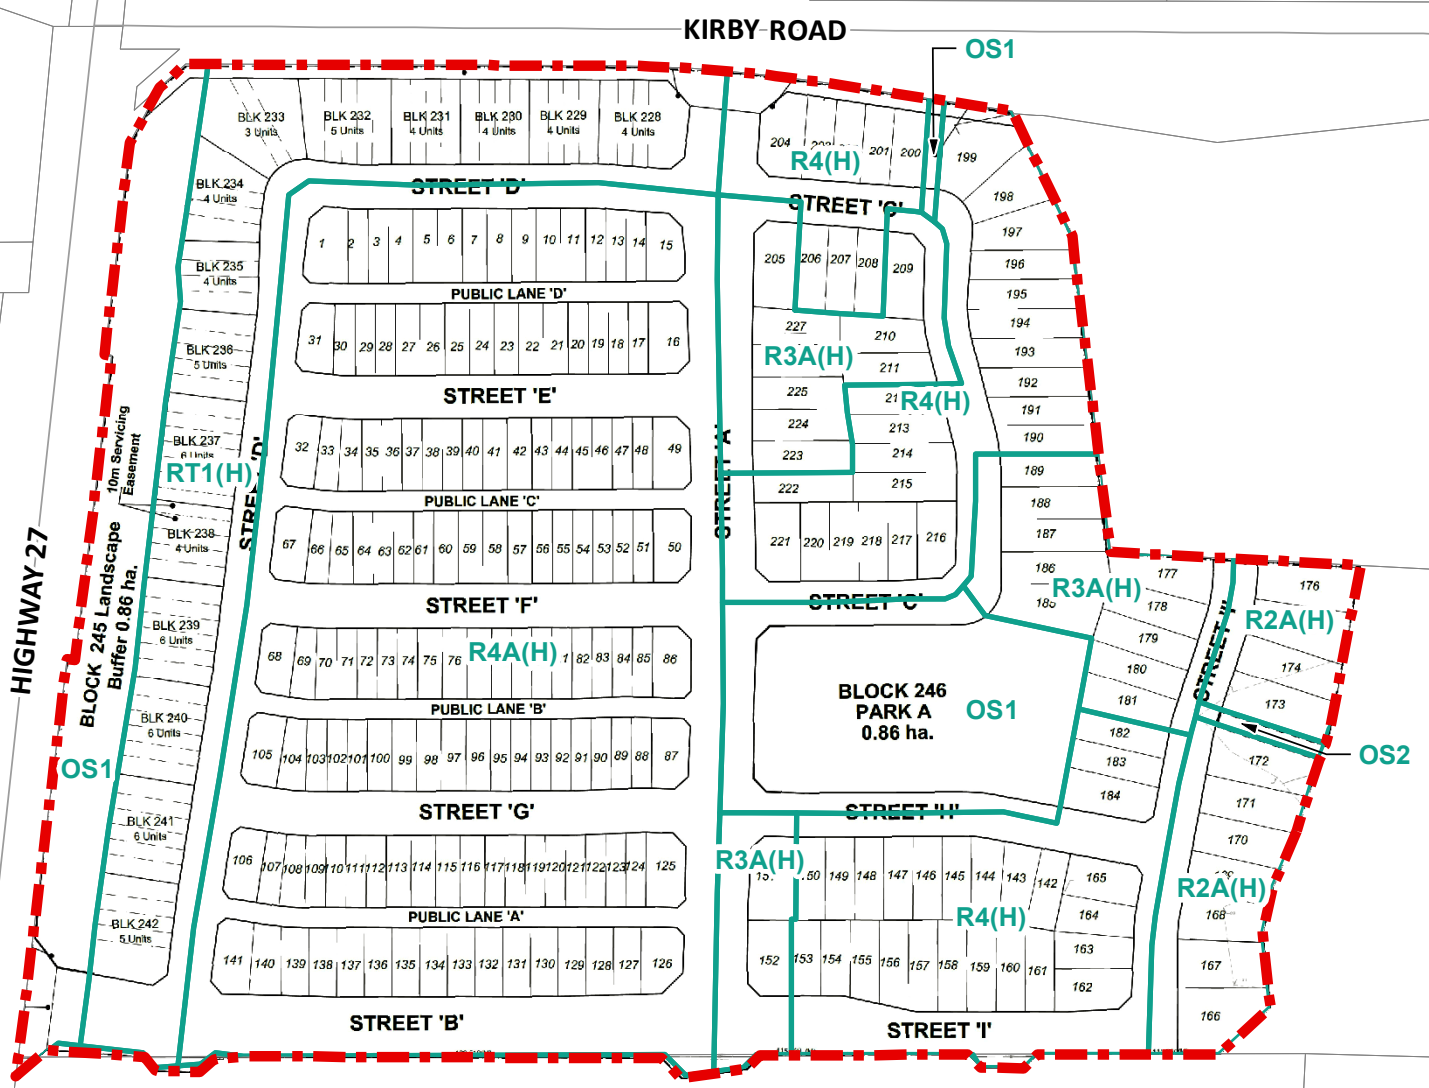 KIRBY ROAD
OS1
BLK 233
3 Units
BLK 232
5 Units
BLK 231
4 Units
BLK 230
4 Units
BLK 229
4 Units
BLK 228
4 Units
204
201
200
199
R4(H)
198
BLK 234
4 Units
STREET 'D'
STREET 'C'
197
1 2 3 4 5 6 7 8 9 10 11 12 13 14 15
205 206 207 208 209
196
BLK 235
4 Units
PUBLIC LANE 'D'
195
227
210
194
31 30 29 28 27 26 25 24 23 22 21 20 19 18 17 16
BLK 236
5 Units
R3A(H)
211
193
192
STREET 'E'
225
R4(H)
191
224
213
190
10m Servicing
Easement
BLK 237
6 Units
RT1(H)
STREET 'D'
32 33 34 35 36 37 38 39 40 41 42 43 44 45 46 47 48 49
STREET 'A'
223
214
189
222
215
PUBLIC LANE 'C'
188
BLK 238
4 Units
67 66 65 64 63 62 61 60 59 58 57 56 55 54 53 52 51 50
221 220 219 218 217 216
187
186
185
R3A(H)
177
176
178
HIGHWAY 27
BLOCK 245 Landscape
Buffer 0.86 ha.
STREET 'F'
STREET 'C'
BLK 239
6 Units
R2A(H)
179
68 69 70 71 72 73 74 75 76
R4A(H)
82 83 84 85 86
180
174
181
173
STREET 'I'
BLOCK 246
PARK A
0.86 ha.
OS1
PUBLIC LANE 'B'
BLK 240
6 Units
182
183
184
OS2
172
OS1
105 104 103 102 101 100 99 98 97 96 95 94 93 92 91 90 89 88 87
171
STREET 'G'
STREET 'H'
BLK 241
6 Units
170
106 107 108 109 110 111 112 113 114 115 116 117 118 119 120 121 122 123 124 125
R3A(H)
149 148 147 146 145 144 143 142
165
R2A(H)
PUBLIC LANE 'A'
R4(H)
164
168
BLK 242
5 Units
163
141 140 139 138 137 136 135 134 133 132 131 130 129 128 127 126
152 153 154 155 156 157 158 159 160 161
162
167
166
STREET 'B'
STREET 'I'